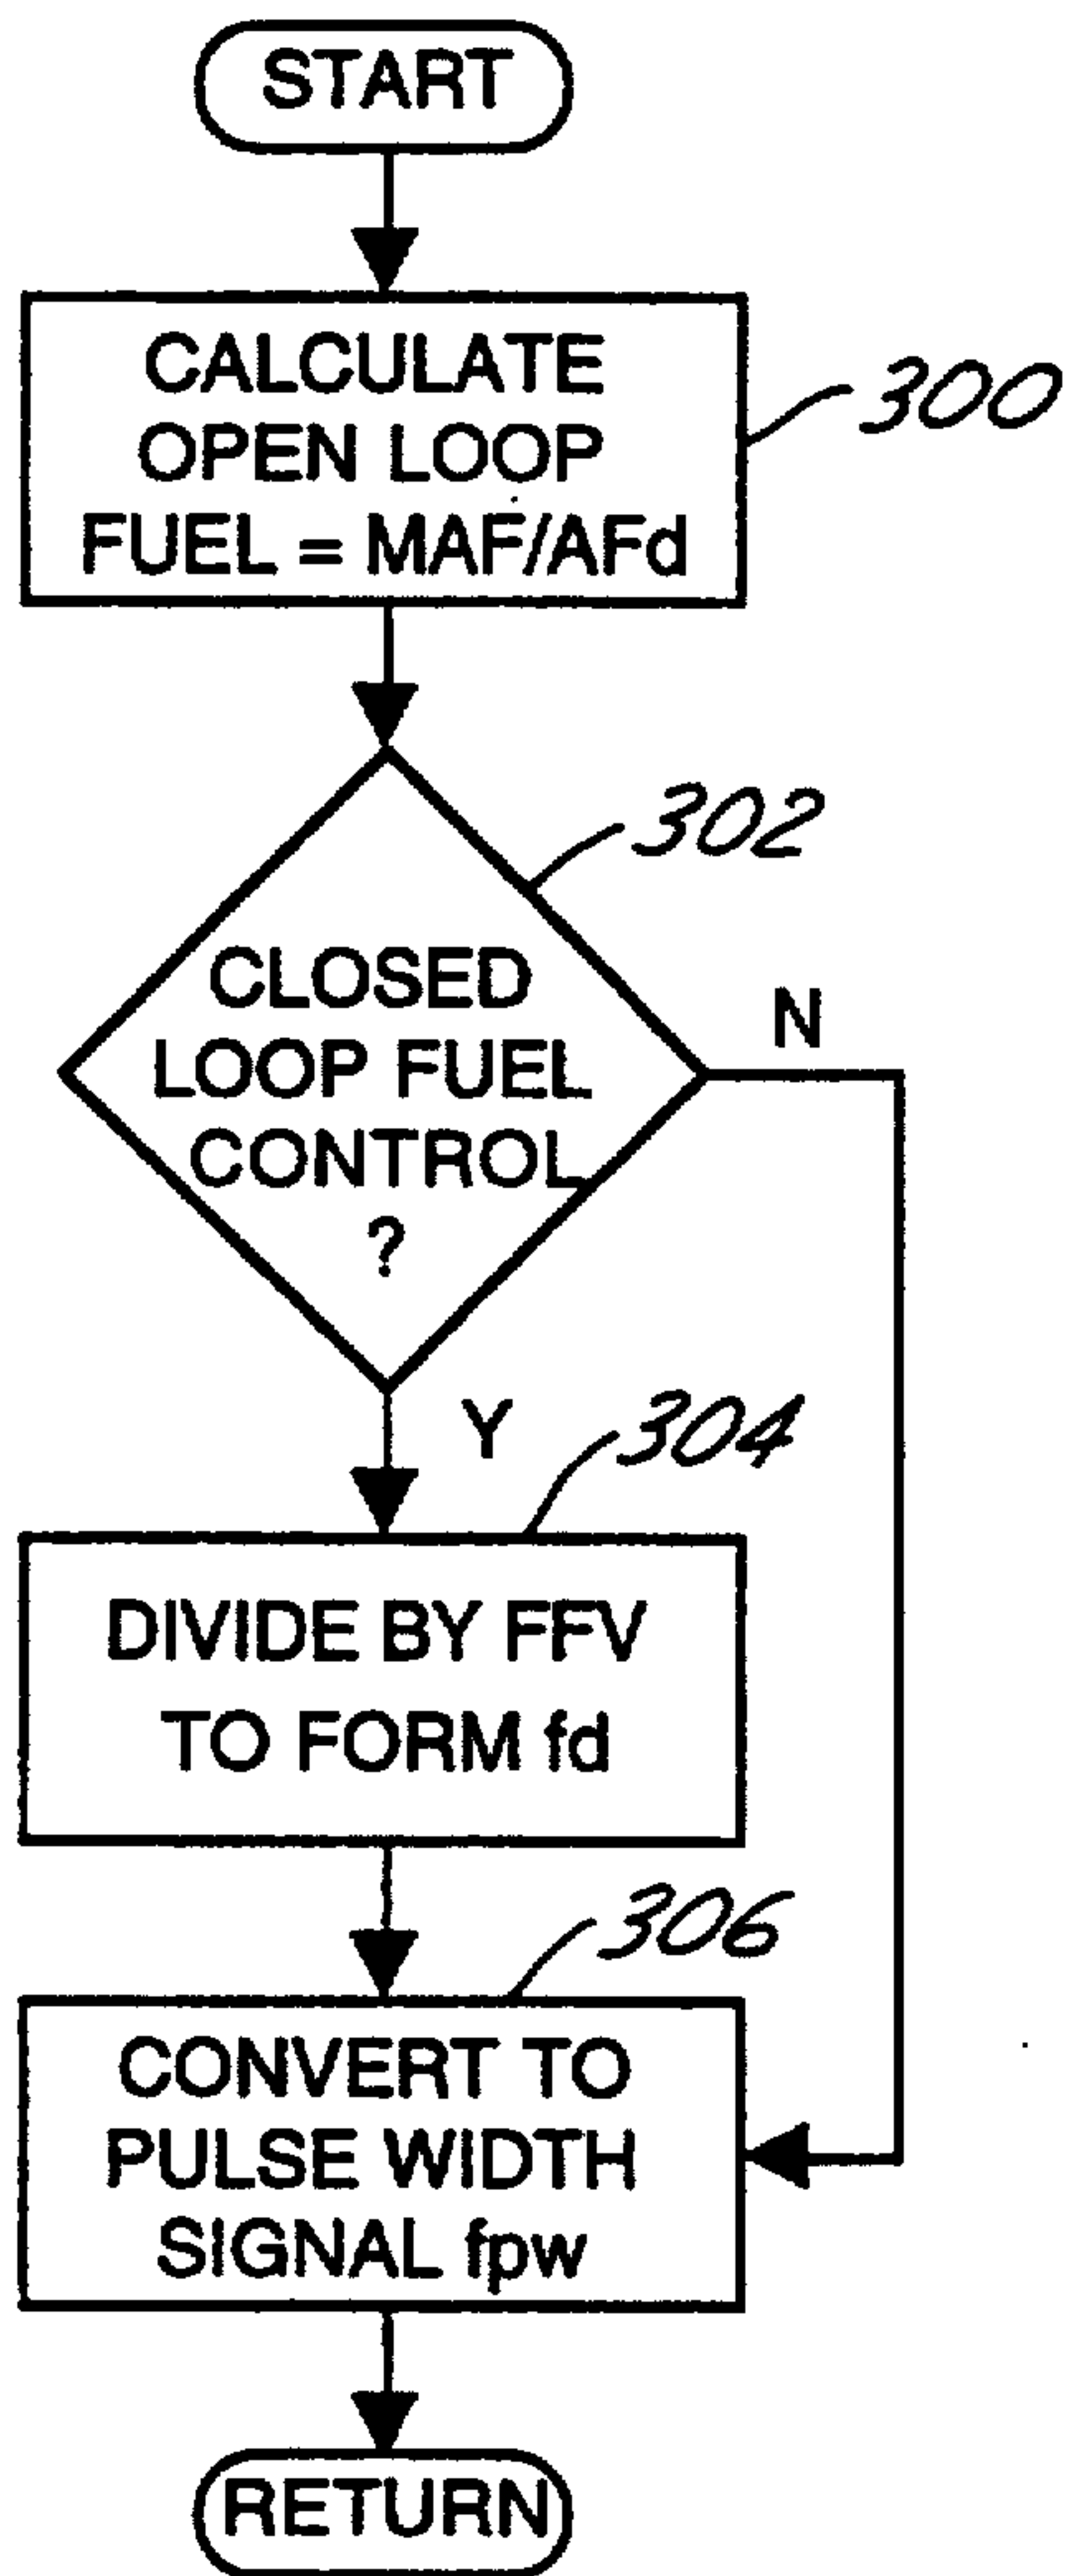 START
CALCULATE
OPEN LOOP
FUEL = MAF/AFd
300
302
CLOSED
LOOP FUEL
CONTROL
?
N
Y
304
DIVIDE BY FFV
TO FORM fd
306
CONVERT TO
PULSE WIDTH
SIGNAL fpw
RETURN